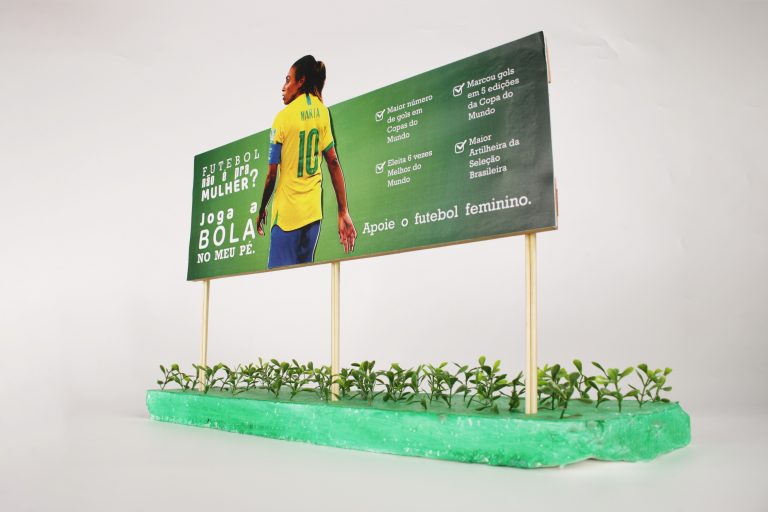 FUTEBOL
não é pra
MULHER?
Joga a
BOLA
NO MEU PÉ.
MARTA
10
Maior número
de gols em
Copas do
Mundo
Eleita 6 vezes
Melhor do
Mundo
Marcou gols
em 5 edições
da Copa do
Mundo
Maior
Artilheira da
Seleção
Brasileira
Apoie o futebol feminino.